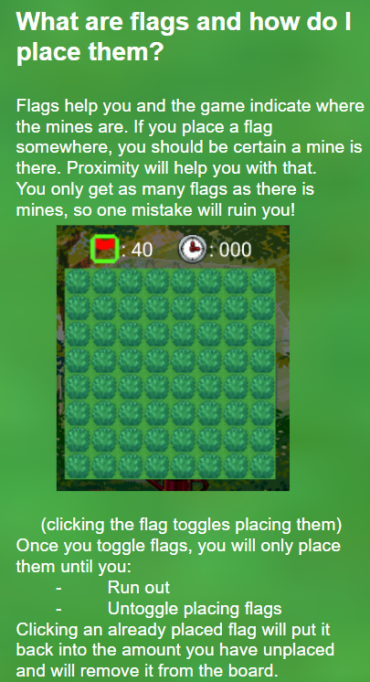 What are flags and how do I
place them?
Flags help you and the game indicate where
the mines are. If you place a flag
somewhere, you should be certain a mine is
there. Proximity will help you with that.
You only get as many flags as there is
mines, so one mistake will ruin you!
: 40 : 000
(clicking the flag toggles placing them)
Once you toggle flags, you will only place
them until you:
- Run out
- Untoggle placing flags
Clicking an already placed flag will put it
back into the amount you have unplaced
and will remove it from the board.